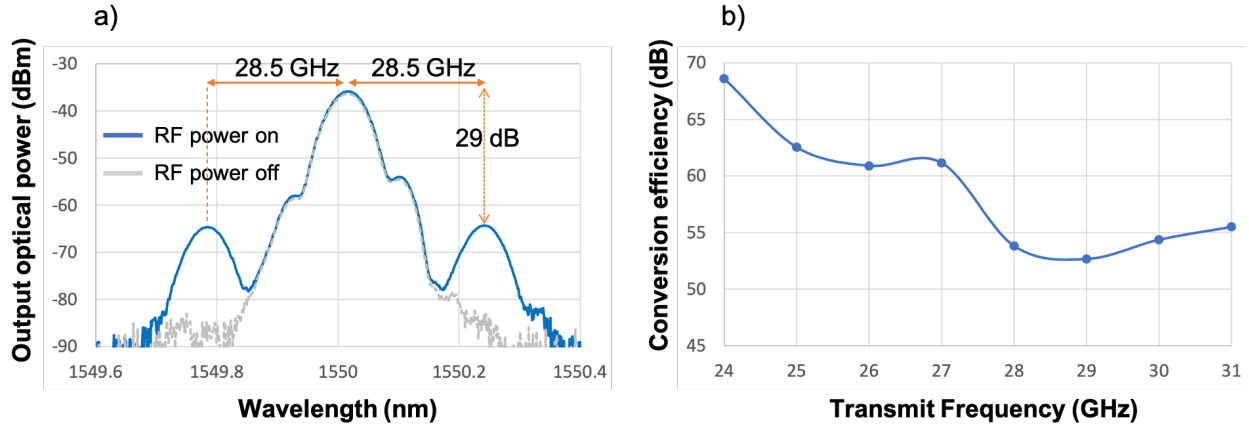 a)
Output optical power (dBm)
-30
-40
-50
-60
-70
-80
-90
28.5 GHz
28.5 GHz
29 dB
RF power on
RF power off
1549.6
1549.8
1550
1550.2
1550.4
Wavelength (nm)
b)
Conversion efficiency (dB)
70
65
60
55
50
45
24
25
26
27
28
29
30
31
Transmit Frequency (GHz)